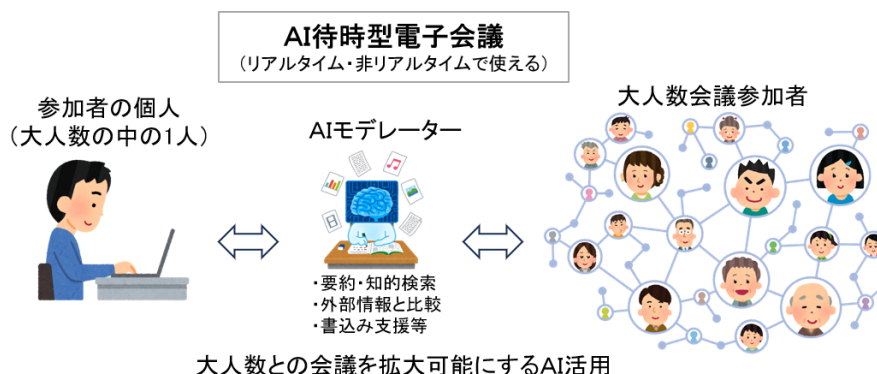 AI待時型電子会議
(リアルタイム・非リアルタイムで使える)
参加者の個人
(大人数の中の1人)
AIモデレーター
・要約・知的検索
・外部情報と比較
・書込み支援等
大人数会議参加者
大人数との会議を拡大可能にするAI活用